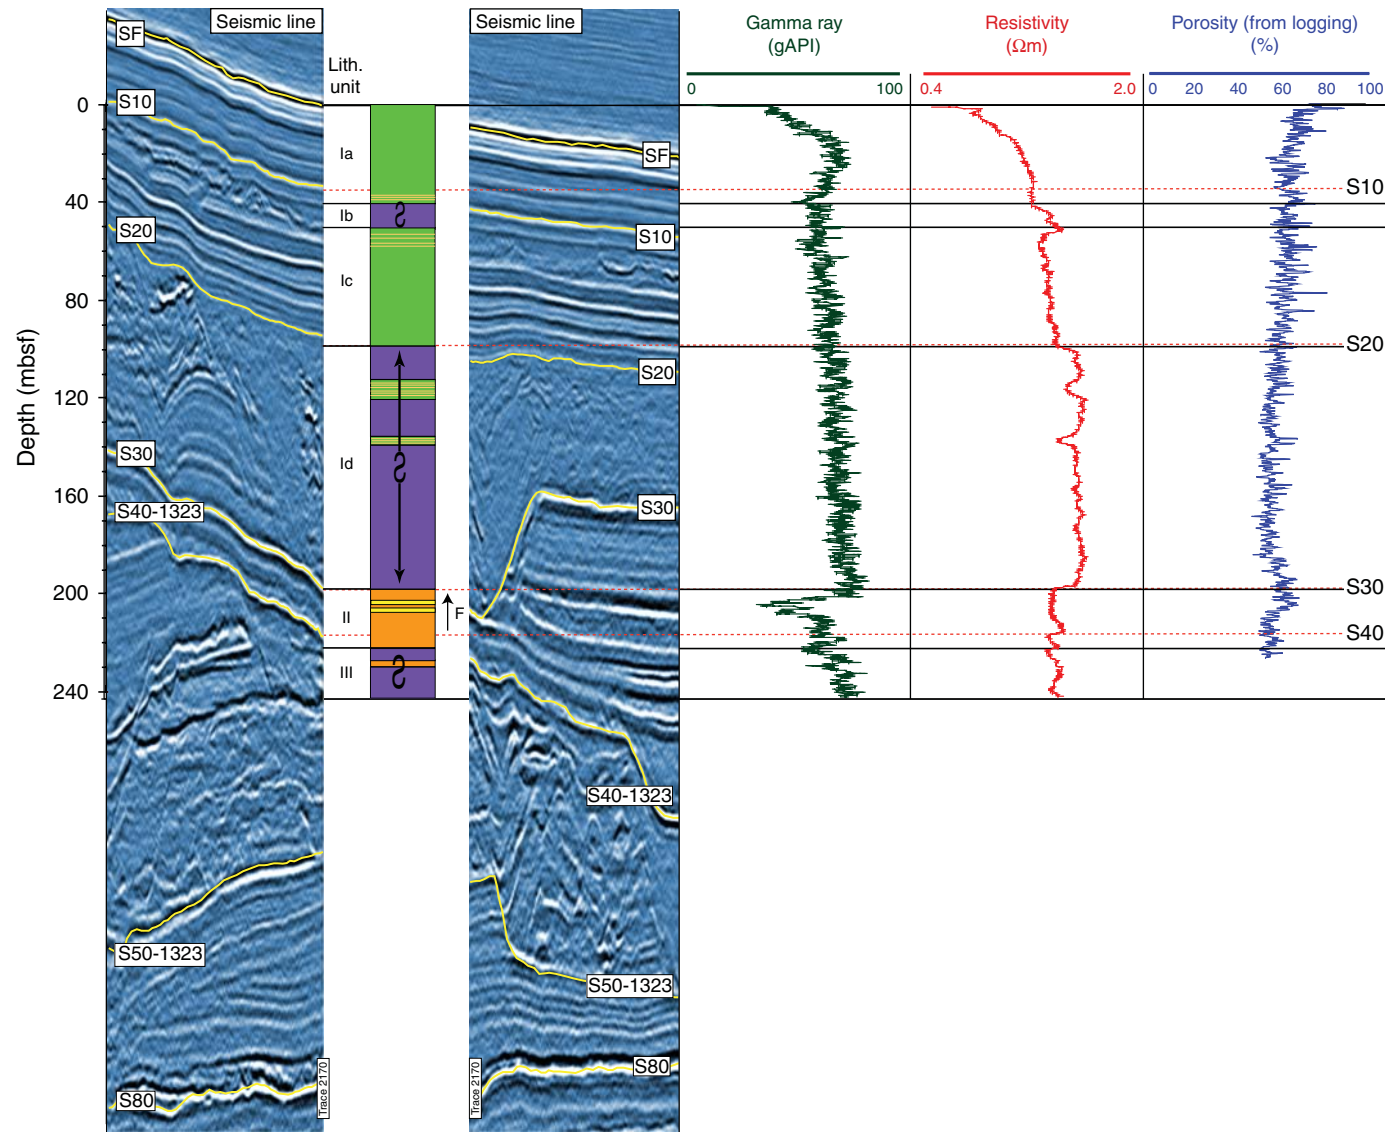 Seismic line
Seismic line
Gamma ray
(gAPI)
Resistivity
(Ωm)
Porosity (from logging)
(%)
Lith.
unit
0
100
0.4
2.0
0
20
40
60
80
100
Depth (mbsf)
0
40
80
120
160
200
240
SF
S10
S20
S30
S40-1323
S50-1323
S80
Trace 2170
Ia
Ib
Ic
Id
II
III
F
SF
S10
S20
S30
S40-1323
S50-1323
S80
Trace 2170
S10
S20
S30
S40